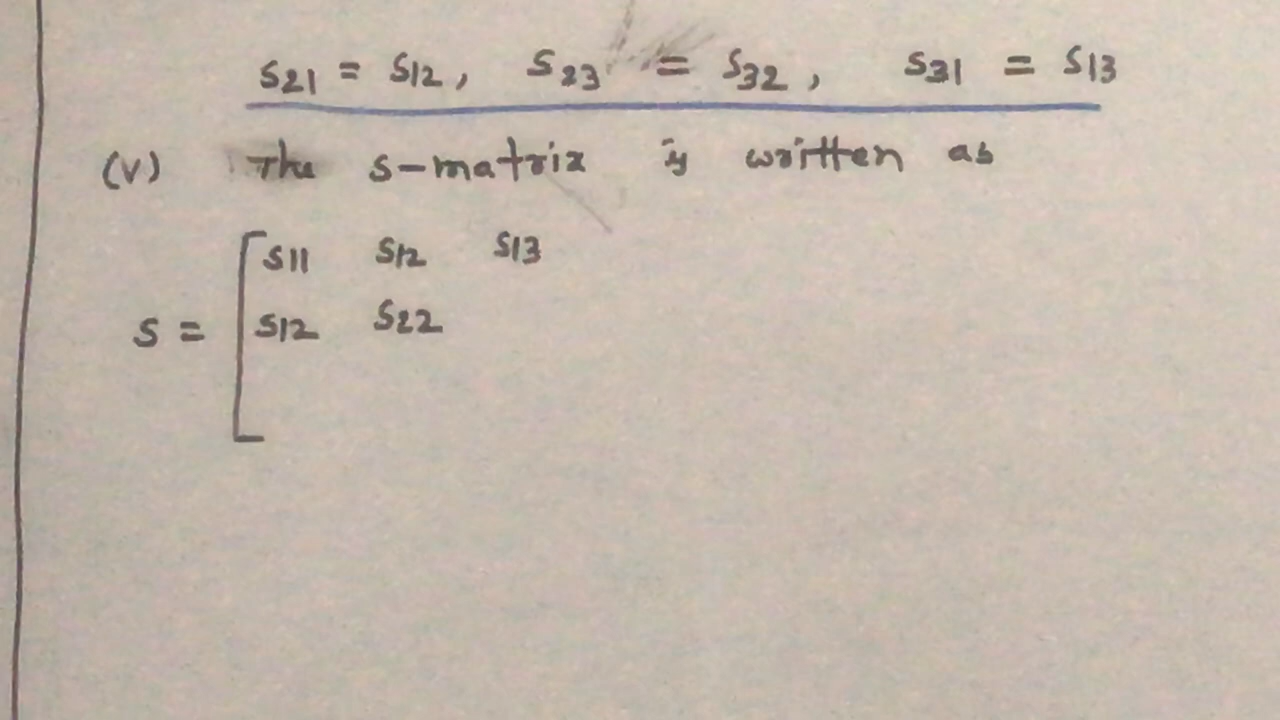 S21 = S12, S23 = S32, S31 = S13
(V) The S-matrix is written as
S11 S12 S13
S = S12 S22